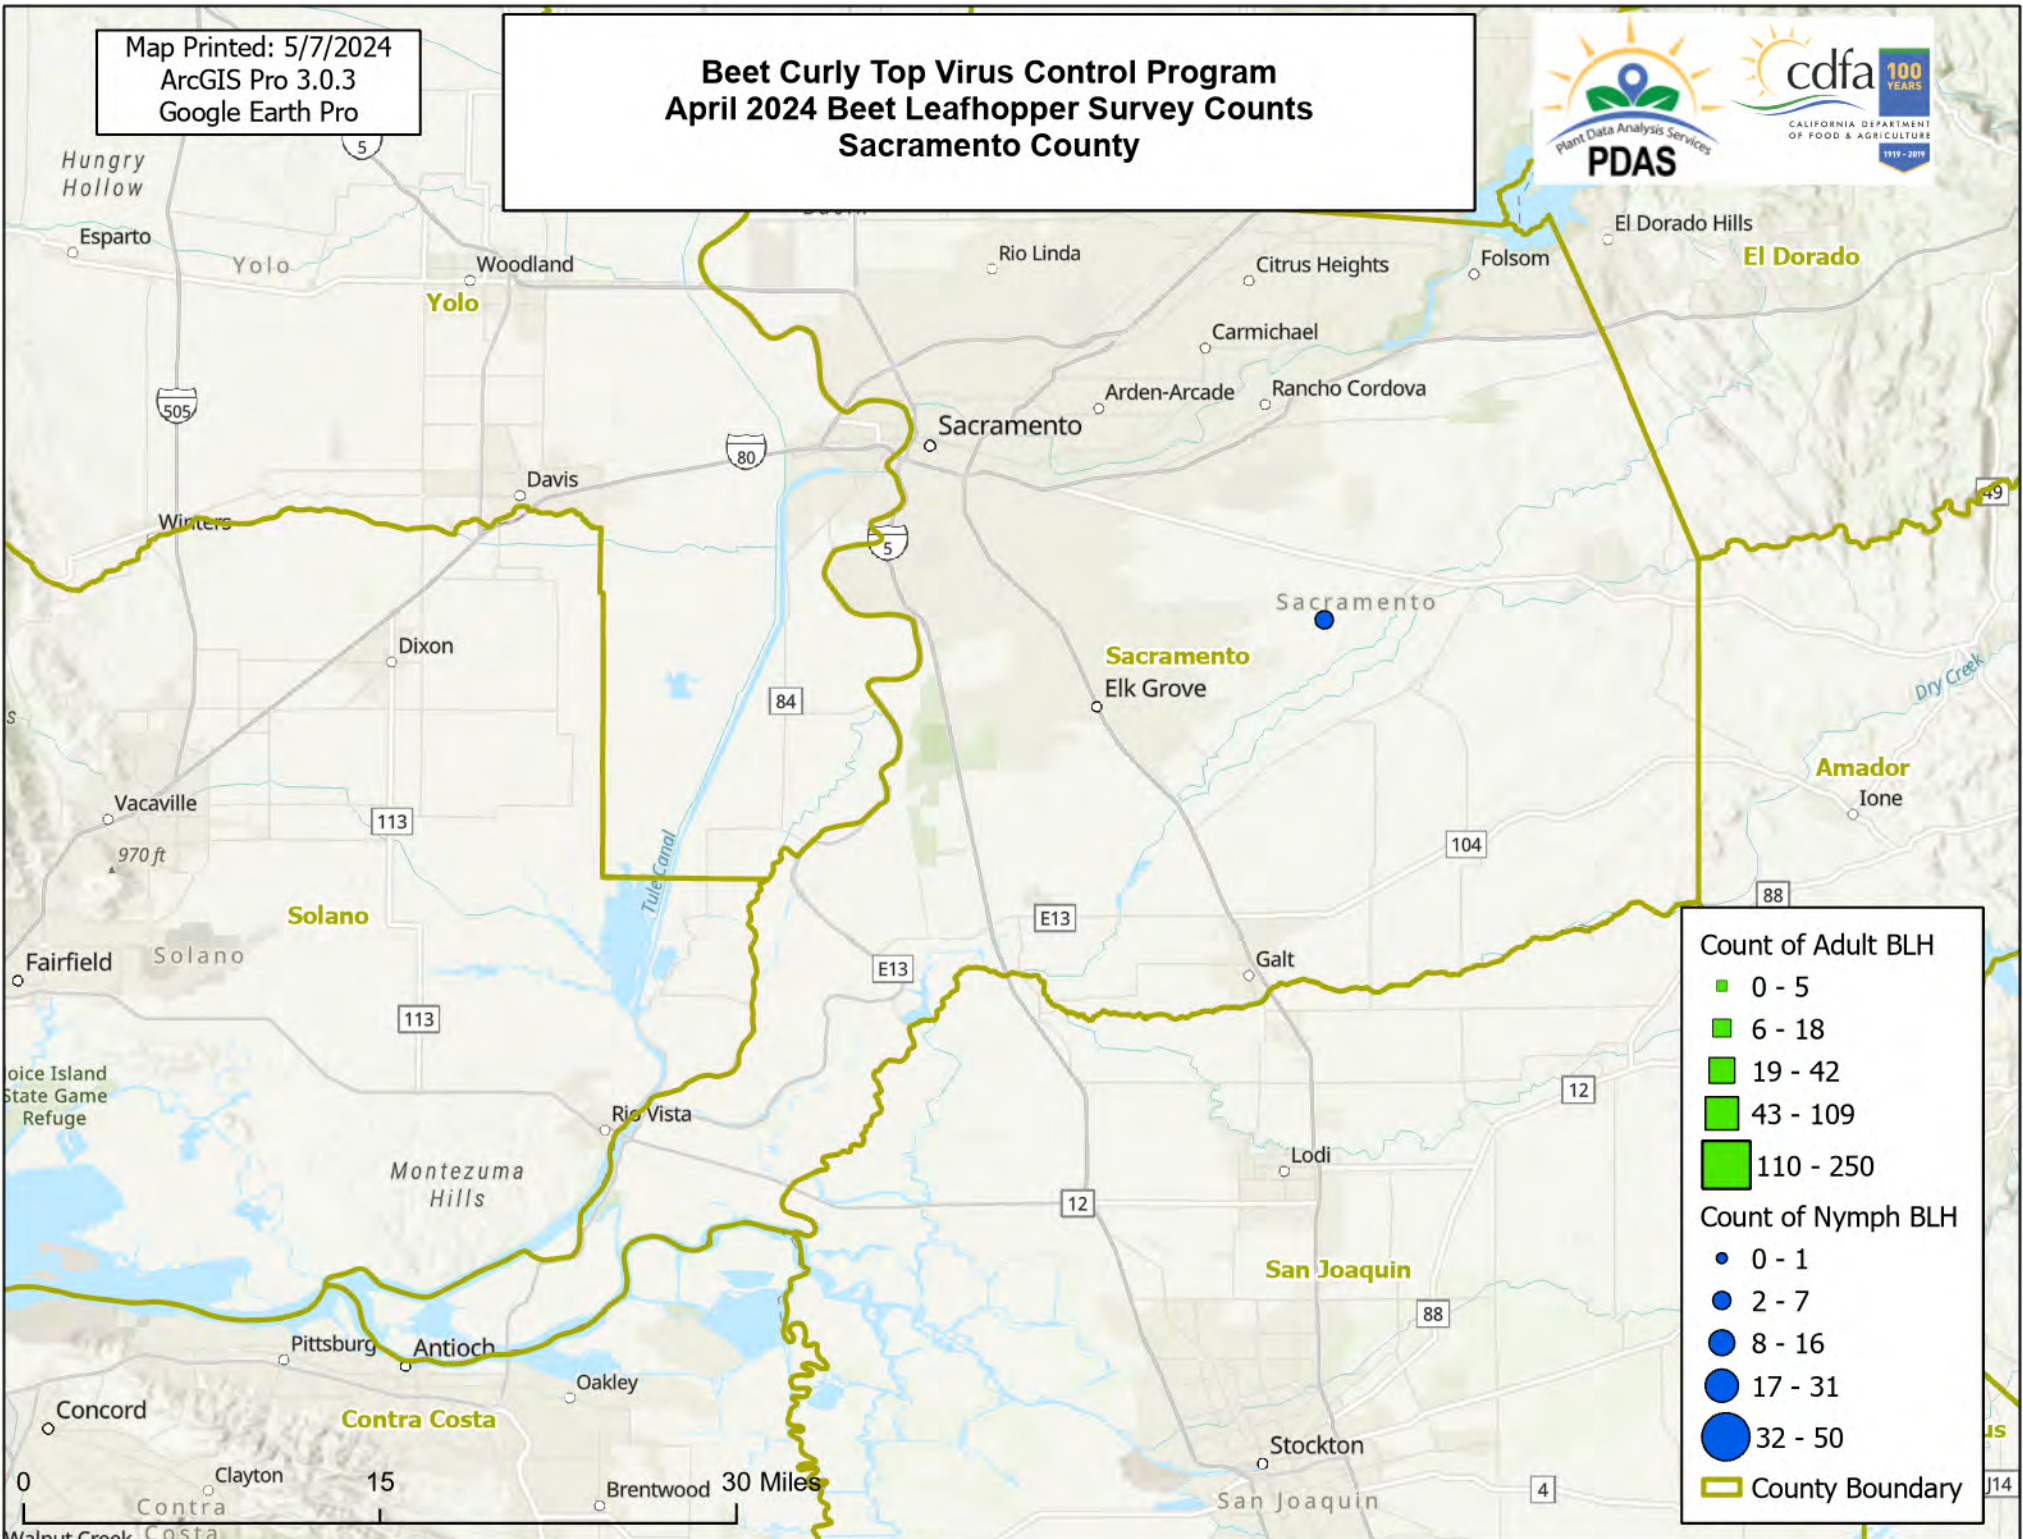 Map Printed: 5/7/2024
ArcGIS Pro 3.0.3
Google Earth Pro
Beet Curly Top Virus Control Program
April 2024 Beet Leafhopper Survey Counts
Sacramento County
Plant Data Analysis Services
PDAS
cdfa
100
YEARS
CALIFORNIA DEPARTMENT
OF FOOD & AGRICULTURE
1919 - 2019
5
Hungry
Hollow
Esparto
Yolo
Woodland
Yolo
Rio Linda
Citrus Heights
Folsom
El Dorado Hills
El Dorado
Carmichael
Arden-Arcade
Rancho Cordova
505
Sacramento
80
Davis
Winters
49
5
Sacramento
Dixon
Sacramento
Elk Grove
84
Dry Creek
Amador
Ione
Vacaville
113
970 ft
104
Tule Canal
88
Solano
E13
Fairfield
Solano
E13
Galt
113
oice Island
State Game
Refuge
12
Rio Vista
Lodi
Montezuma
Hills
12
San Joaquin
88
Pittsburg
Antioch
Oakley
Concord
Contra Costa
Stockton
Clayton
Brentwood
Contra
Costa
San Joaquin
4
J14
us
Walnut Creek
0 15 30 Miles
Count of Adult BLH
0 - 5
6 - 18
19 - 42
43 - 109
110 - 250
Count of Nymph BLH
0 - 1
2 - 7
8 - 16
17 - 31
32 - 50
County Boundary